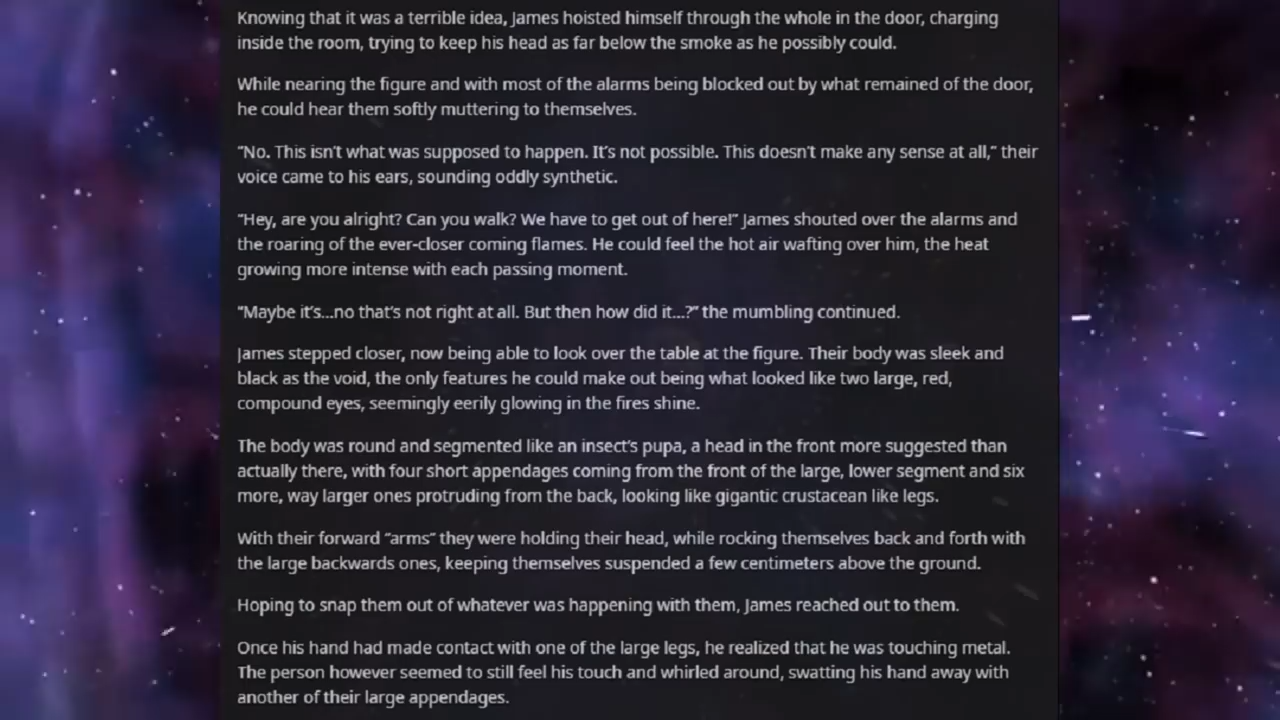 Knowing that it was a terrible idea, James hoisted himself through the whole in the door, charging
inside the room, trying to keep his head as far below the smoke as he possibly could.
While nearing the figure and with most of the alarms being blocked out by what remained of the door,
he could hear them softly muttering to themselves.
“No. This isn’t what was supposed to happen. It’s not possible. This doesn’t make any sense at all,” their
voice came to his ears, sounding oddly synthetic.
“Hey, are you alright? Can you walk? We have to get out of here!” James shouted over the alarms and
the roaring of the ever-closer coming flames. He could feel the hot air wafting over him, the heat
growing more intense with each passing moment.
“Maybe it’s...no that’s not right at all. But then how did it...?” the mumbling continued.
James stepped closer, now being able to look over the table at the figure. Their body was sleek and
black as the void, the only features he could make out being what looked like two large, red,
compound eyes, seemingly eerily glowing in the fires shine.
The body was round and segmented like an insect’s pupa, a head in the front more suggested than
actually there, with four short appendages coming from the front of the large, lower segment and six
more, way larger ones protruding from the back, looking like gigantic crustacean like legs.
With their forward “arms” they were holding their head, while rocking themselves back and forth with
the large backwards ones, keeping themselves suspended a few centimeters above the ground.
Hoping to snap them out of whatever was happening with them, James reached out to them.
Once his hand had made contact with one of the large legs, he realized that he was touching metal.
The person however seemed to still feel his touch and whirled around, swatting his hand away with
another of their large appendages.